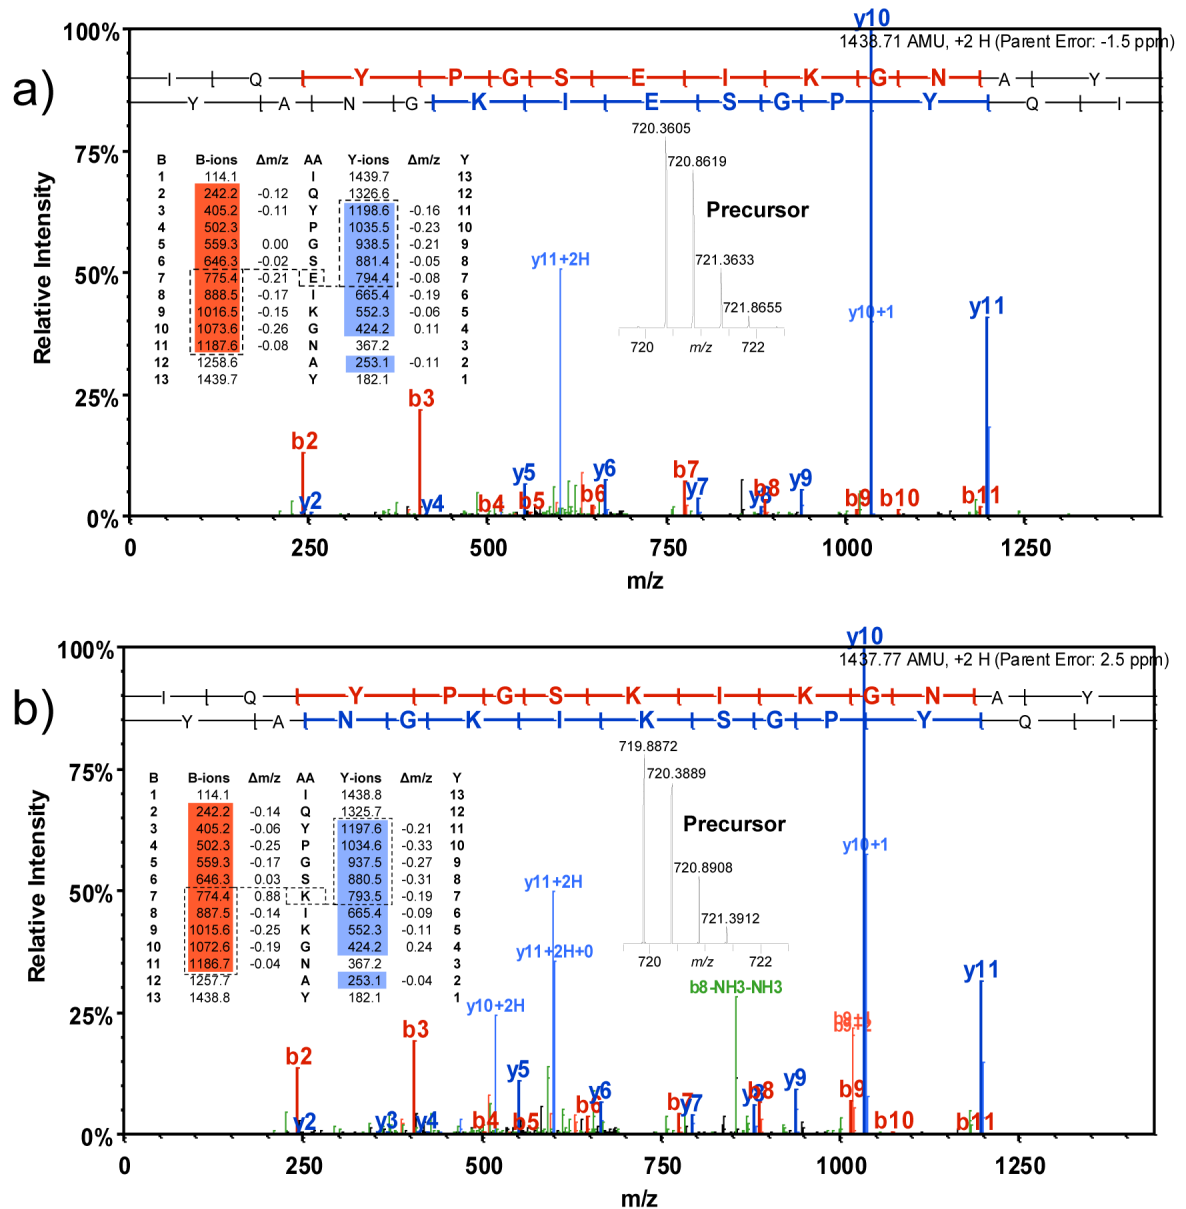 a)
100%
75%
50%
25%
0%
Relative Intensity
y10
1438.71 AMU, +2 H (Parent Error: -1.5 ppm)
I Q Y P G S E I K G N A Y
Y A N G K I E S G P Y Q I
B B-ions Δm/z AA Y-ions Δm/z Y
1 114.1 I 1439.7 13
2 242.2 -0.12 Q 1326.6 12
3 405.2 -0.11 Y 1198.6 -0.16 11
4 502.3 P 1035.5 -0.23 10
5 559.3 0.00 G 938.5 -0.21 9
6 646.3 -0.02 S 881.4 -0.05 8
7 775.4 -0.21 E 794.4 -0.08 7
8 888.5 -0.17 I 665.4 -0.19 6
9 1016.5 -0.15 K 552.3 -0.06 5
10 1073.6 -0.26 G 424.2 0.11 4
11 1187.6 -0.08 N 367.2 3
12 1258.6 A 253.1 -0.11 2
13 1439.7 Y 182.1 1
720.3605
720.8619
Precursor
721.3633
721.8655
720 m/z 722
y11+2H
y10+1
y11
b2 y2 b3 y4 b4 y5 b5 b6 y6 b7 y7 y8 b8 y9 b9 b10 b11
0 250 500 750 1000 1250
m/z
b)
100%
75%
50%
25%
0%
Relative Intensity
y10
1437.77 AMU, +2 H (Parent Error: 2.5 ppm)
I Q Y P G S K I K G N A Y
Y A N G K I K S G P Y Q I
B B-ions Δm/z AA Y-ions Δm/z Y
1 114.1 I 1438.8 13
2 242.2 -0.14 Q 1325.7 12
3 405.2 -0.06 Y 1197.6 -0.21 11
4 502.3 -0.25 P 1034.6 -0.33 10
5 559.3 -0.17 G 937.5 -0.27 9
6 646.3 0.03 S 880.5 -0.31 8
7 774.4 0.88 K 793.5 -0.19 7
8 887.5 -0.14 I 665.4 -0.09 6
9 1015.6 -0.25 K 552.3 -0.11 5
10 1072.6 -0.19 G 424.2 0.24 4
11 1186.7 -0.04 N 367.2 3
12 1257.7 A 253.1 -0.04 2
13 1438.8 Y 182.1 1
719.8872
720.3889
Precursor
720.8908
721.3912
720 m/z 722
y10+1
y11+2H
y11+2H+0
b8-NH3-NH3
y10+2H
b9+1
b9+2
y11
b2 y2 b3 y3 y4 b4 y5 b5 b6 y6 b7 y7 y8 b8 y9 b9 b10 b11
0 250 500 750 1000 1250
m/z